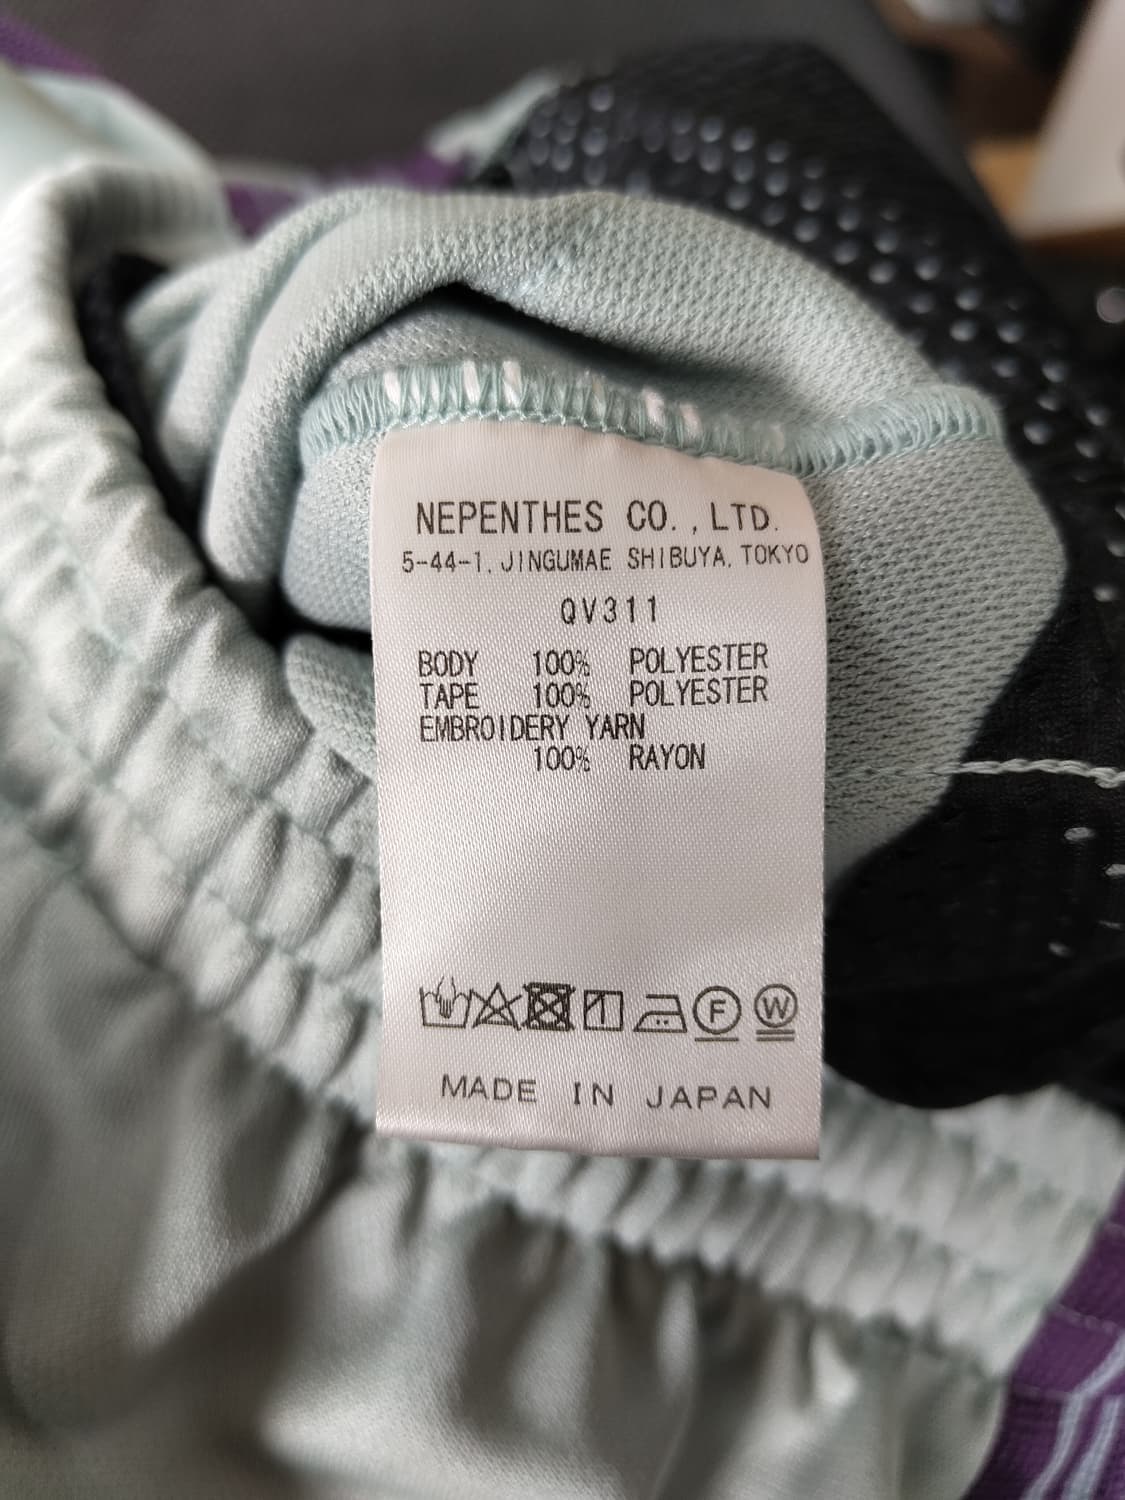 NEPENTHES CO.,LTD.
5-44-1, JINGUMAE SHIBUYA, TOKYO
QV311
BODY 100% POLYESTER
TAPE 100% POLYESTER
EMBROIDERY YARN
100% RAYON
F W
MADE IN JAPAN